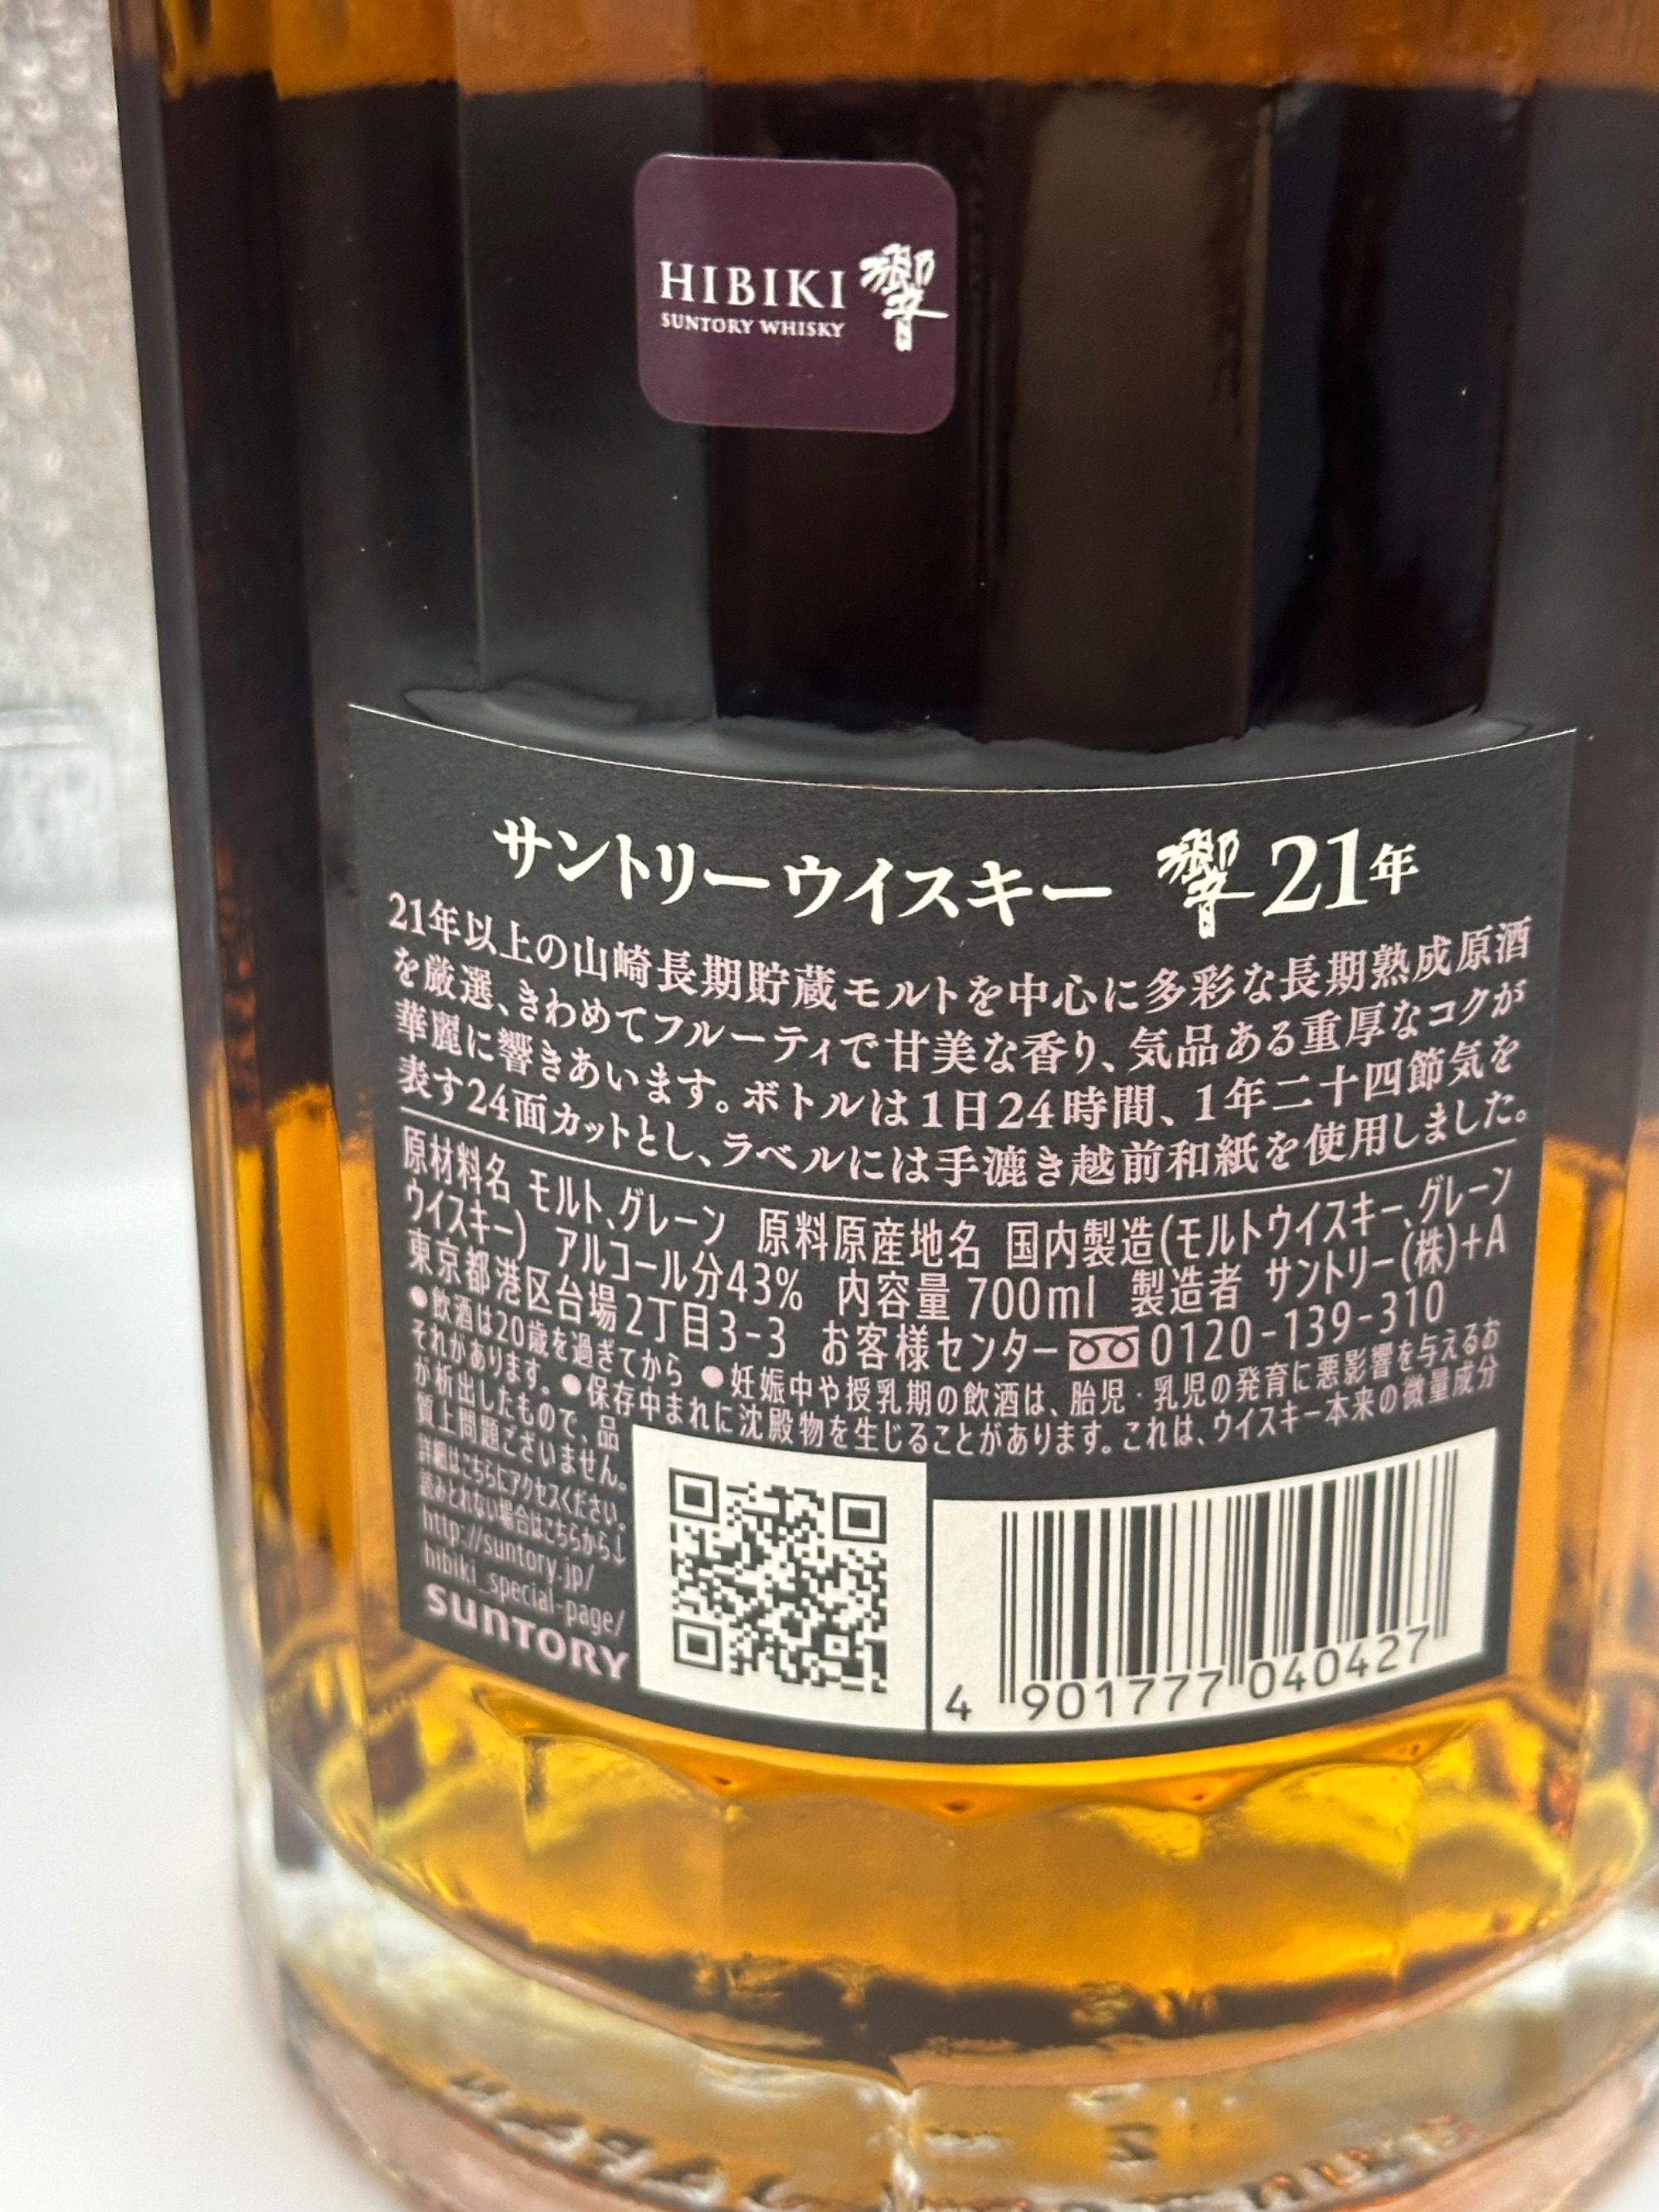 HIBIKI 響
SUNTORY WHISKY
サントリーウイスキー 響 21年
21年以上の山崎長期貯蔵モルトを中心に多彩な長期熟成原酒
を厳選、きわめてフルーティで甘美な香り、気品ある重厚なコクが
華麗に響きあいます。ボトルは1日24時間、1年二十四節気を
表す24面カットとし、ラベルには手漉き越前和紙を使用しました。
原材料名 モルト、グレーン 原料原産地名 国内製造(モルトウイスキー、グレーン
ウイスキー) アルコール分43% 内容量 700ml 製造者 サントリー(株)+A
東京都港区台場2丁目3-3 お客様センター 0120-139-310
●飲酒は20歳を過ぎてから ●妊娠中や授乳期の飲酒は、胎児・乳児の発育に悪影響を与えるお
それがあります。●保存中まれに沈殿物を生じることがあります。これは、ウイスキー本来の微量成分
が析出したもので、品
質上問題ございません。
詳細はこちらにアクセスください。
読みとれない場合はこちらから↓
http://suntory.jp/
hibiki_special-page/
SUNTORY
4 901777 040427